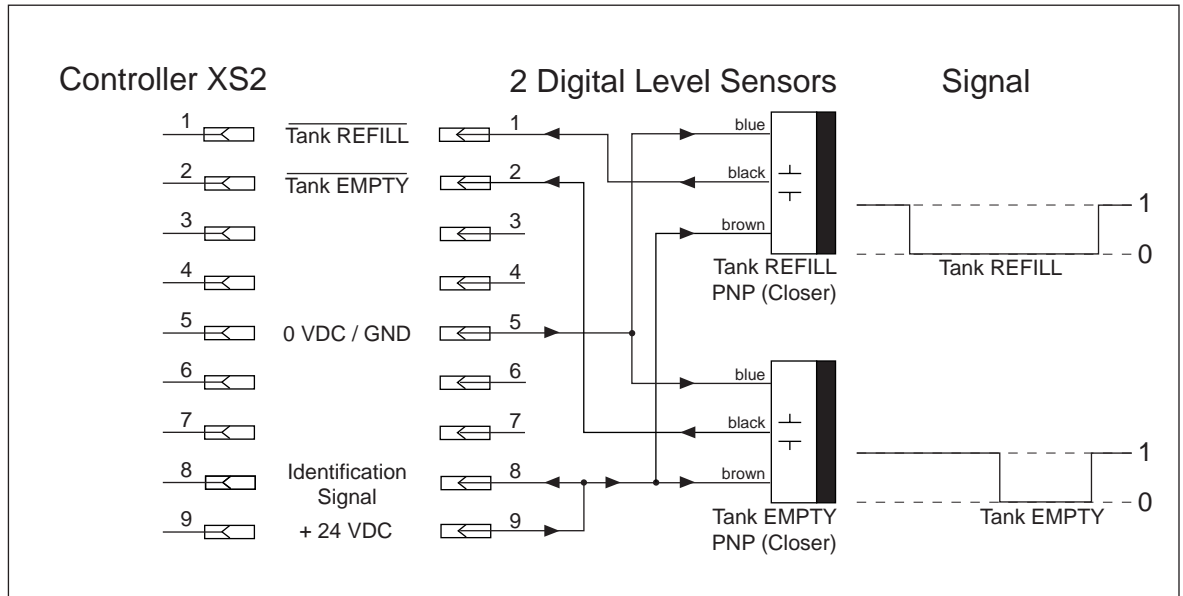 Controller XS2
2 Digital Level Sensors
Signal
1
Tank REFILL
1
2
Tank EMPTY
2
3
3
4
4
5
0 VDC / GND
5
6
6
7
7
8
Identification
Signal
8
9
+ 24 VDC
9
blue
black
brown
Tank REFILL
PNP (Closer)
1
0
Tank REFILL
blue
black
brown
Tank EMPTY
PNP (Closer)
1
0
Tank EMPTY